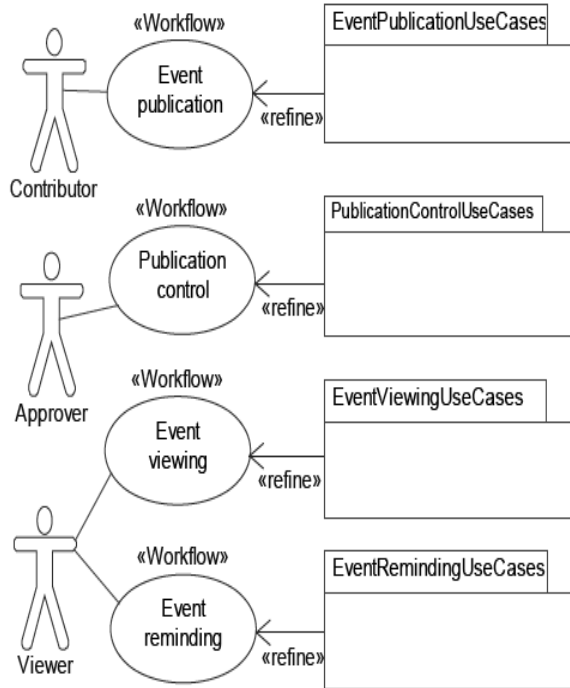 «Workflow»
EventPublicationUseCases
Event
publication
«refine»
Contributor
«Workflow»
PublicationControlUseCases
Publication
control
«refine»
Approver
«Workflow»
EventViewingUseCases
Event
viewing
«refine»
«Workflow»
EventRemindingUseCases
Event
reminding
«refine»
Viewer